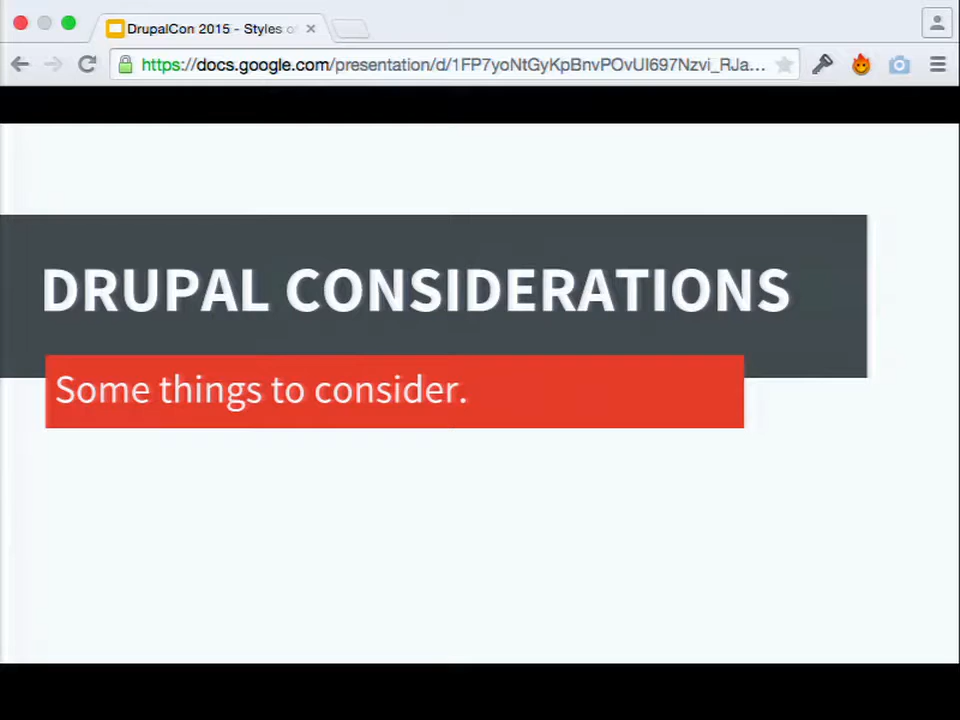 DrupalCon 2015 - Styles o
https://docs.google.com/presentation/d/1FP7yoNtGyKpBnvPOvUI697Nzvi_RJa...
DRUPAL CONSIDERATIONS
Some things to consider.